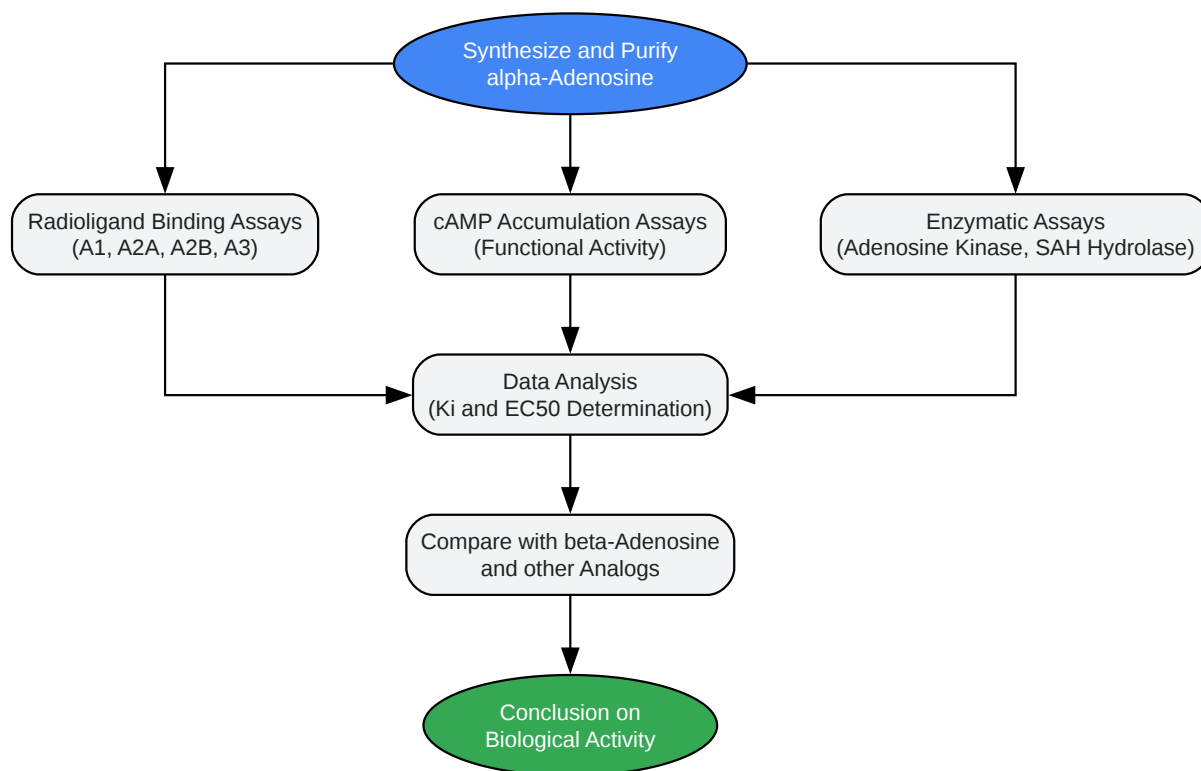 Synthesize and Purify
alpha-Adenosine
Radioligand Binding Assays
(A1, A2A, A2B, A3)
cAMP Accumulation Assays
(Functional Activity)
Enzymatic Assays
(Adenosine Kinase, SAH Hydrolase)
Data Analysis
(Ki and EC50 Determination)
Compare with beta-Adenosine
and other Analogs
Conclusion on
Biological Activity